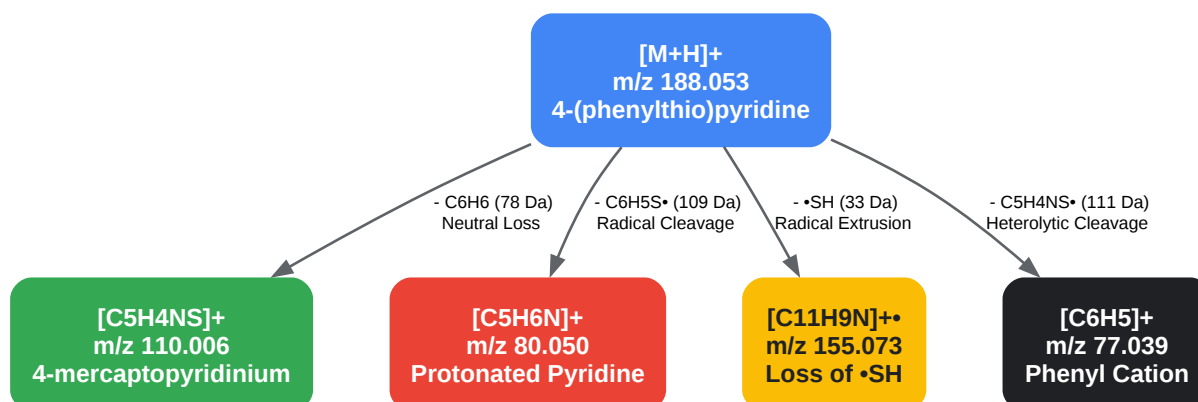 [M+H]+
m/z 188.053
4-(phenylthio)pyridine
- C6H6 (78 Da)
Neutral Loss
- C6H5S• (109 Da)
Radical Cleavage
- •SH (33 Da)
Radical Extrusion
- C5H4NS• (111 Da)
Heterolytic Cleavage
[C5H4NS]+
m/z 110.006
4-mercaptopyridinium
[C5H6N]+
m/z 80.050
Protonated Pyridine
[C11H9N]+•
m/z 155.073
Loss of •SH
[C6H5]+
m/z 77.039
Phenyl Cation